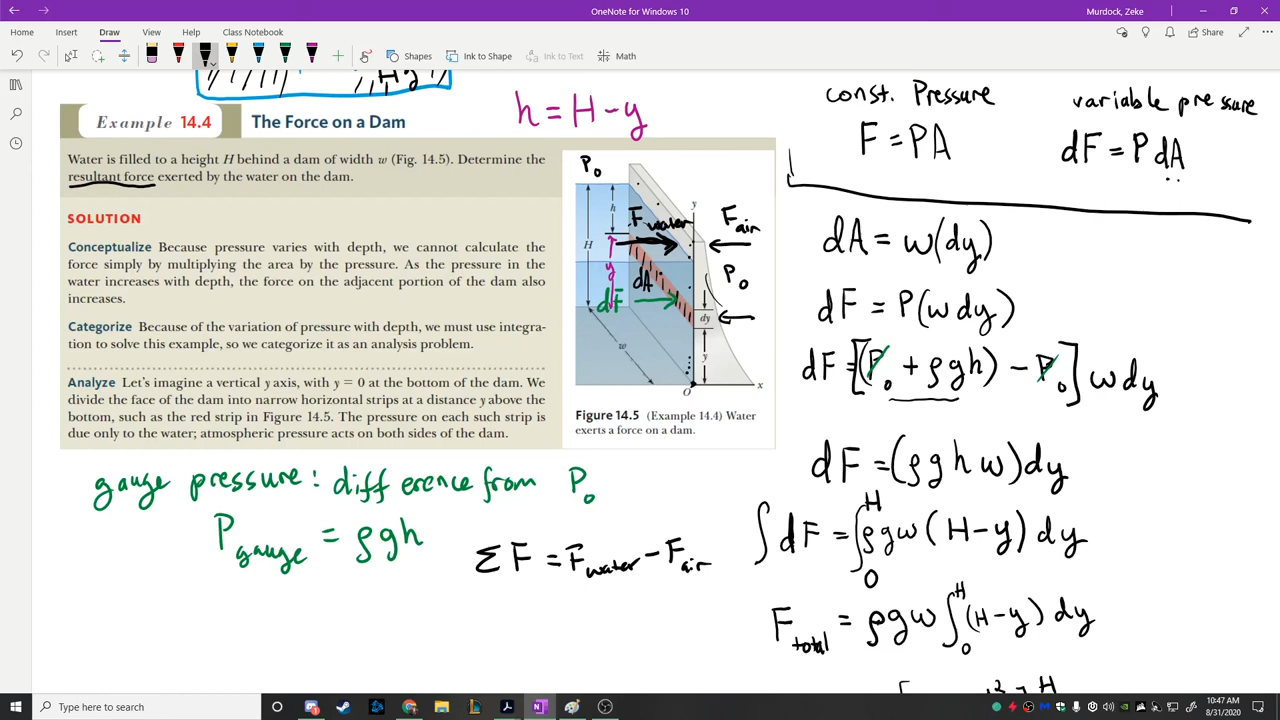 OneNote for Windows 10
Murdock, Zeke
Home Insert Draw View Help Class Notebook
Share
Shapes Ink to Shape Ink to Text Math
Hg
h = H - y
const. Pressure
F = PA
variable pressure
dF = P dA
Example 14.4 The Force on a Dam
Water is filled to a height H behind a dam of width w (Fig. 14.5). Determine the
resultant force exerted by the water on the dam.
SOLUTION
Conceptualize Because pressure varies with depth, we cannot calculate the
force simply by multiplying the area by the pressure. As the pressure in the
water increases with depth, the force on the adjacent portion of the dam also
increases.
Categorize Because of the variation of pressure with depth, we must use integra-
tion to solve this example, so we categorize it as an analysis problem.
Analyze Let's imagine a vertical y axis, with y = 0 at the bottom of the dam. We
divide the face of the dam into narrow horizontal strips at a distance y above the
bottom, such as the red strip in Figure 14.5. The pressure on each such strip is
due only to the water; atmospheric pressure acts on both sides of the dam.
P₀
h
y
F water
F air
H
y
dA
P₀
dF
dy
w
y
O
x
Figure 14.5 (Example 14.4) Water
exerts a force on a dam.
dA = w(dy)
dF = P(w dy)
dF = [(P₀ + ρgh) - P₀] w dy
dF = (ρ g h w) dy
∫ dF = ∫₀ᴴ ρgw (H - y) dy
F total = ρgw ∫₀ᴴ (H - y) dy
gauge pressure: difference from P₀
P gauge = ρgh
ΣF = F water - F air
Type here to search
10:47 AM
8/31/2020